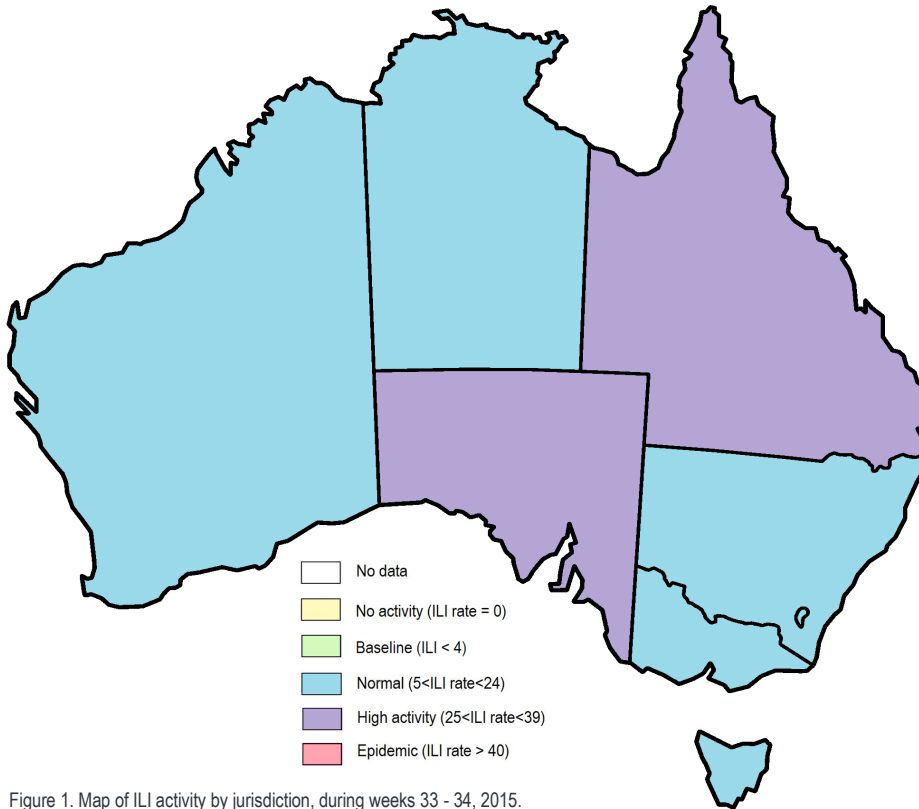 No data
No activity (ILI rate = 0)
Baseline (ILI < 4)
Normal (5<ILI rate<24)
High activity (25<ILI rate<39)
Epidemic (ILI rate > 40)
Figure 1. Map of ILI activity by jurisdiction, during weeks 33 - 34, 2015.